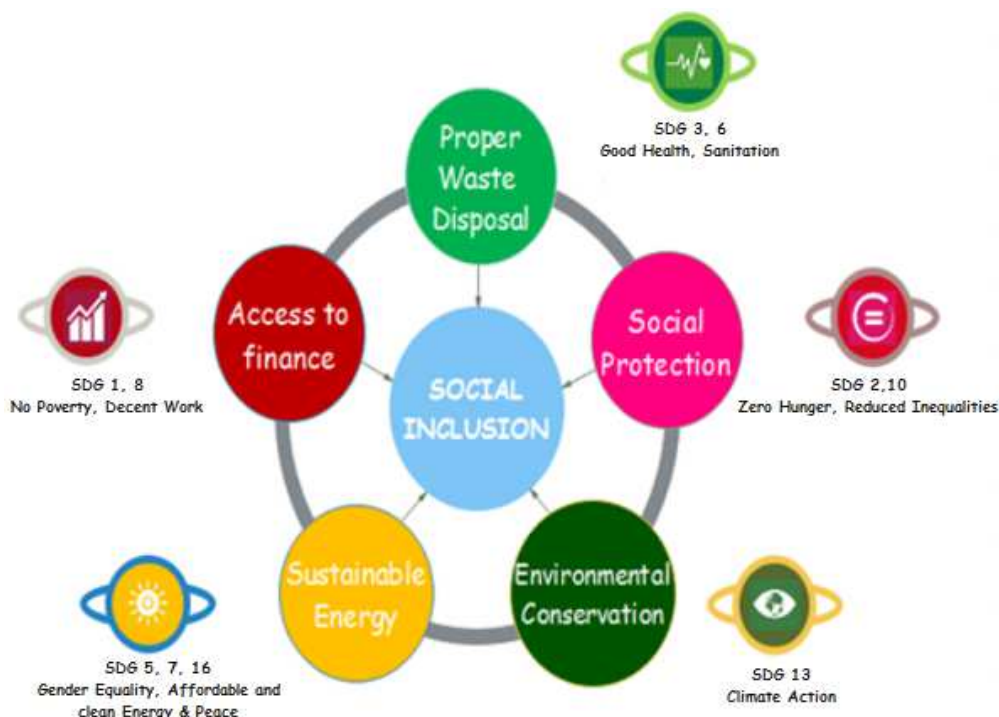 SDG 3, 6
Good Health, Sanitation
Proper
Waste
Disposal
Access to
finance
Social
Protection
SOCIAL
INCLUSION
SDG 1, 8
No Poverty, Decent Work
SDG 2,10
Zero Hunger, Reduced Inequalities
Sustainable
Energy
Environmental
Conservation
SDG 5, 7, 16
Gender Equality, Affordable and
clean Energy & Peace
SDG 13
Climate Action